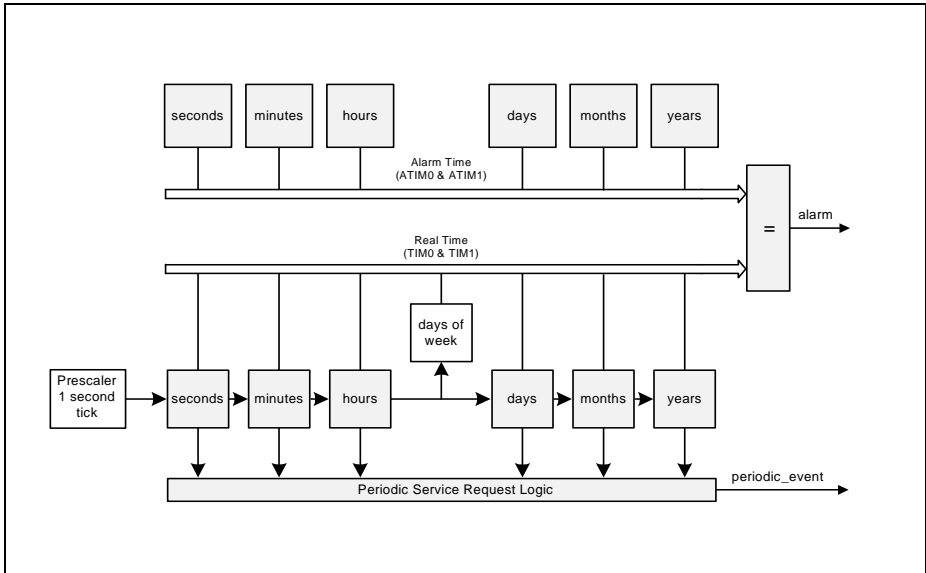 seconds minutes hours days months years
Alarm Time
(ATIM0 & ATIM1)
alarm
=
Real Time
(TIM0 & TIM1)
days of
week
Prescaler
1 second
tick
seconds minutes hours days months years
periodic_event
Periodic Service Request Logic